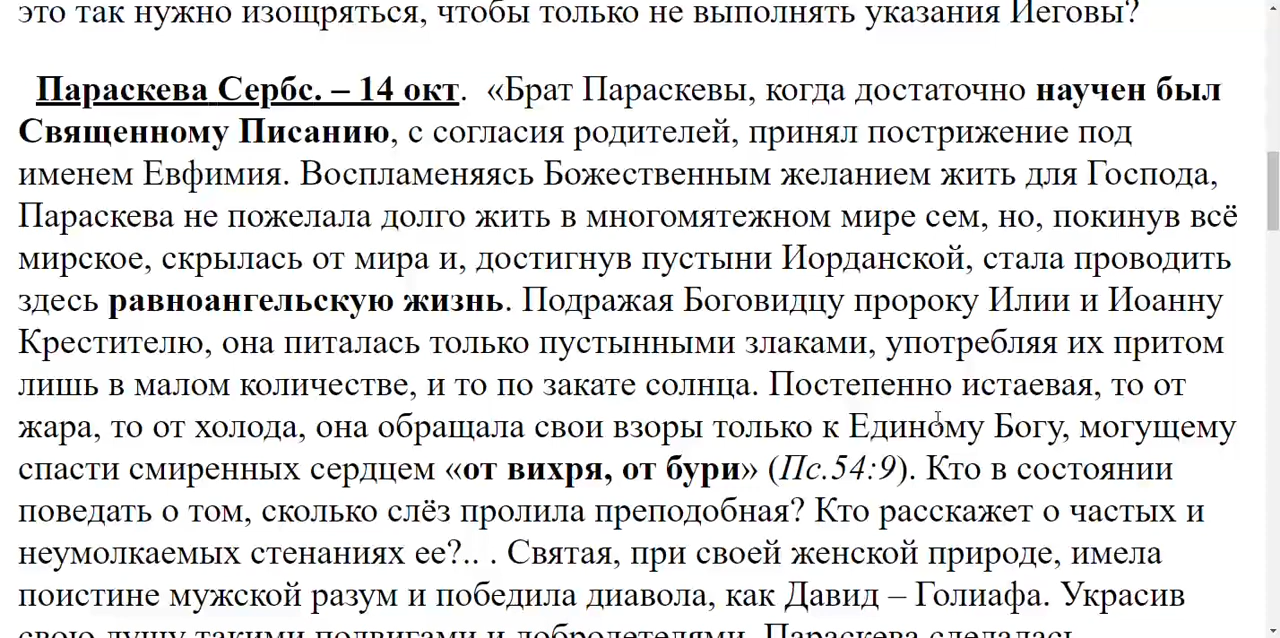 это так нужно изощряться, чтобы только не выполнять указания Иеговы?
Параскева Сербс. – 14 окт. «Брат Параскевы, когда достаточно научен был
Священному Писанию, с согласия родителей, принял пострижение под
именем Евфимия. Воспламеняясь Божественным желанием жить для Господа,
Параскева не пожелала долго жить в многомятежном мире сем, но, покинув всё
мирское, скрылась от мира и, достигнув пустыни Иорданской, стала проводить
здесь равноангельскую жизнь. Подражая Боговидцу пророку Илии и Иоанну
Крестителю, она питалась только пустынными злаками, употребляя их притом
лишь в малом количестве, и то по закате солнца. Постепенно истаевая, то от
жара, то от холода, она обращала свои взоры только к Единому Богу, могущему
спасти смиренных сердцем «от вихря, от бури» (Пс.54:9). Кто в состоянии
поведать о том, сколько слёз пролила преподобная? Кто расскажет о частых и
неумолкаемых стенаниях ее?.. . Святая, при своей женской природе, имела
поистине мужской разум и победила диавола, как Давид – Голиафа. Украсив
свою душу такими подвигами и добродетелями, Параскева сделалась